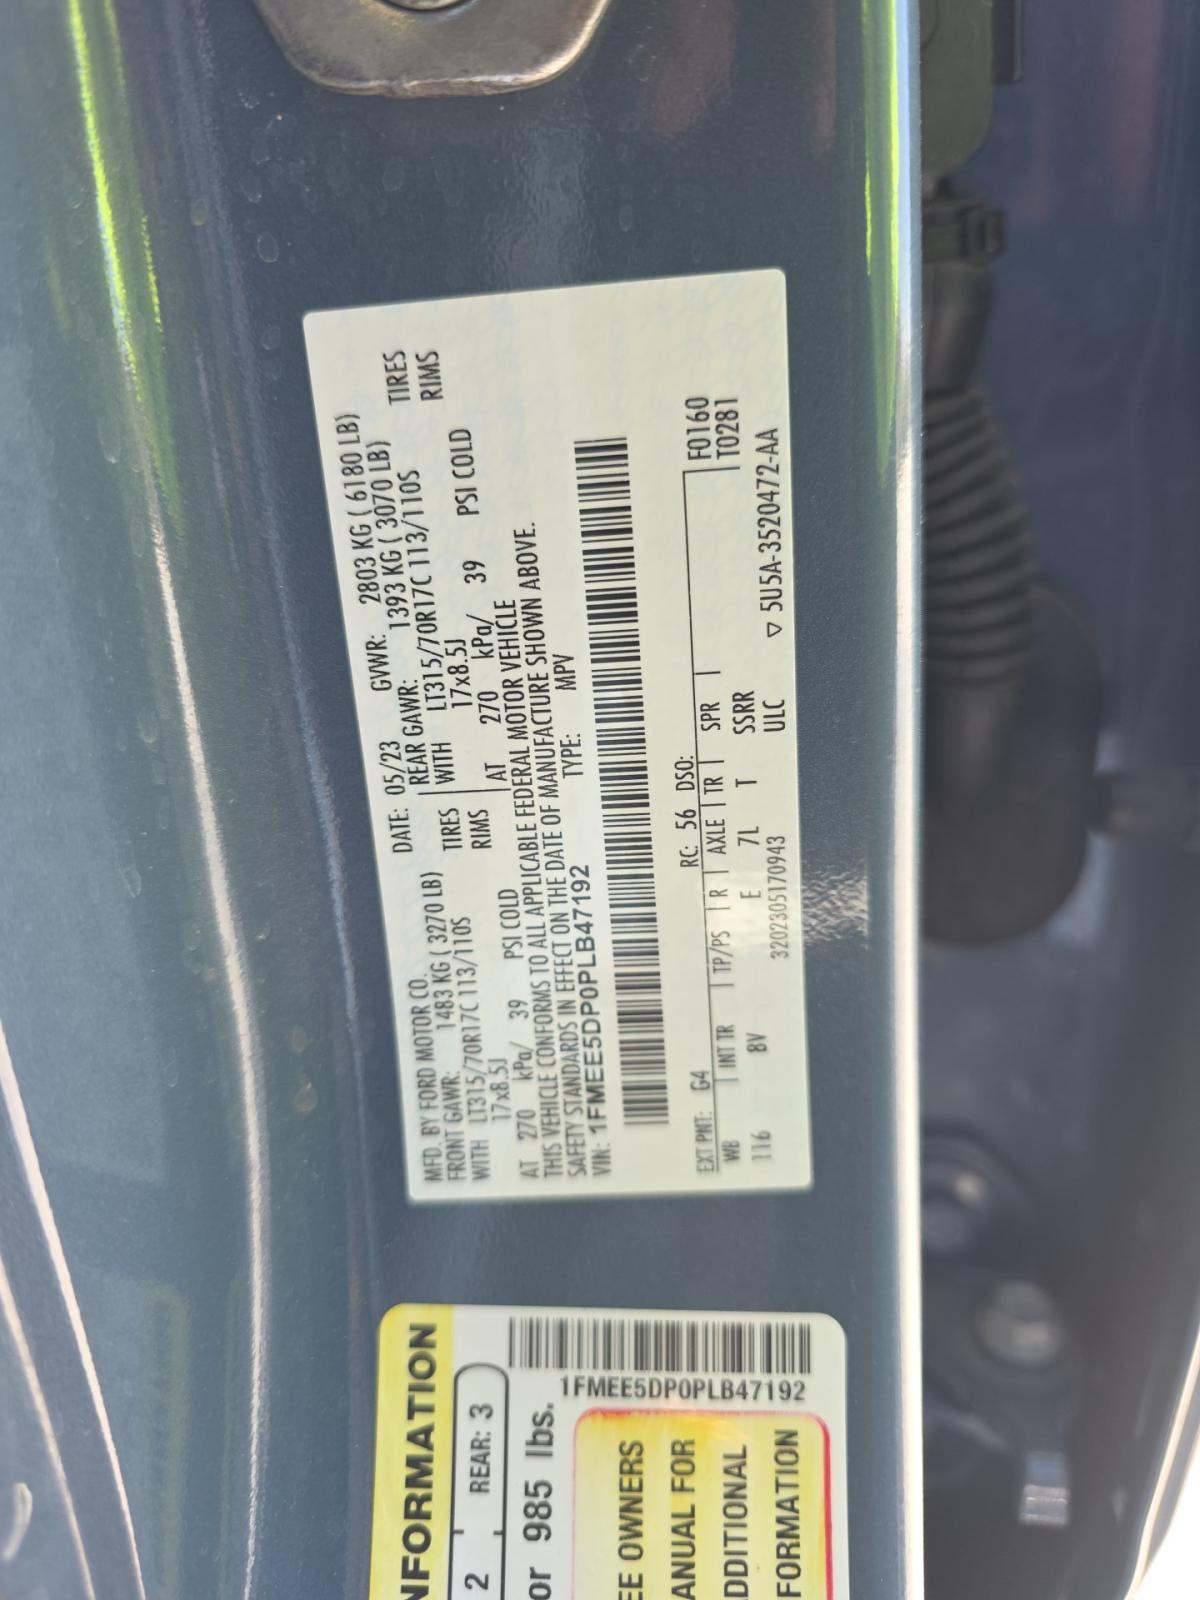 MFD. BY FORD MOTOR CO.
DATE: 05/23 GVWR: 2803 KG ( 6180 LB)
FRONT GAWR: 1483 KG ( 3270 LB) REAR GAWR: 1393 KG ( 3070 LB)
WITH LT315/70R17C 113/110S TIRES WITH LT315/70R17C 113/110S TIRES
17x8.5J RIMS 17x8.5J RIMS
AT 270 kPa/ 39 PSI COLD AT 270 kPa/ 39 PSI COLD
THIS VEHICLE CONFORMS TO ALL APPLICABLE FEDERAL MOTOR VEHICLE
SAFETY STANDARDS IN EFFECT ON THE DATE OF MANUFACTURE SHOWN ABOVE.
VIN: 1FMEE5DP0PLB47192 TYPE: MPV
EXT PNT: G4 RC: 56 DSO: F0160
WB INT TR TP/PS R AXLE TR SPR T0281
116 8V E 7L T SSRR
3202305170943 ULC ▽ 5U5A-3520472-AA
NFORMATION
2 REAR: 3
or 985 lbs.
1FMEE5DP0PLB47192
EE OWNERS
ANUAL FOR
DDITIONAL
FORMATION